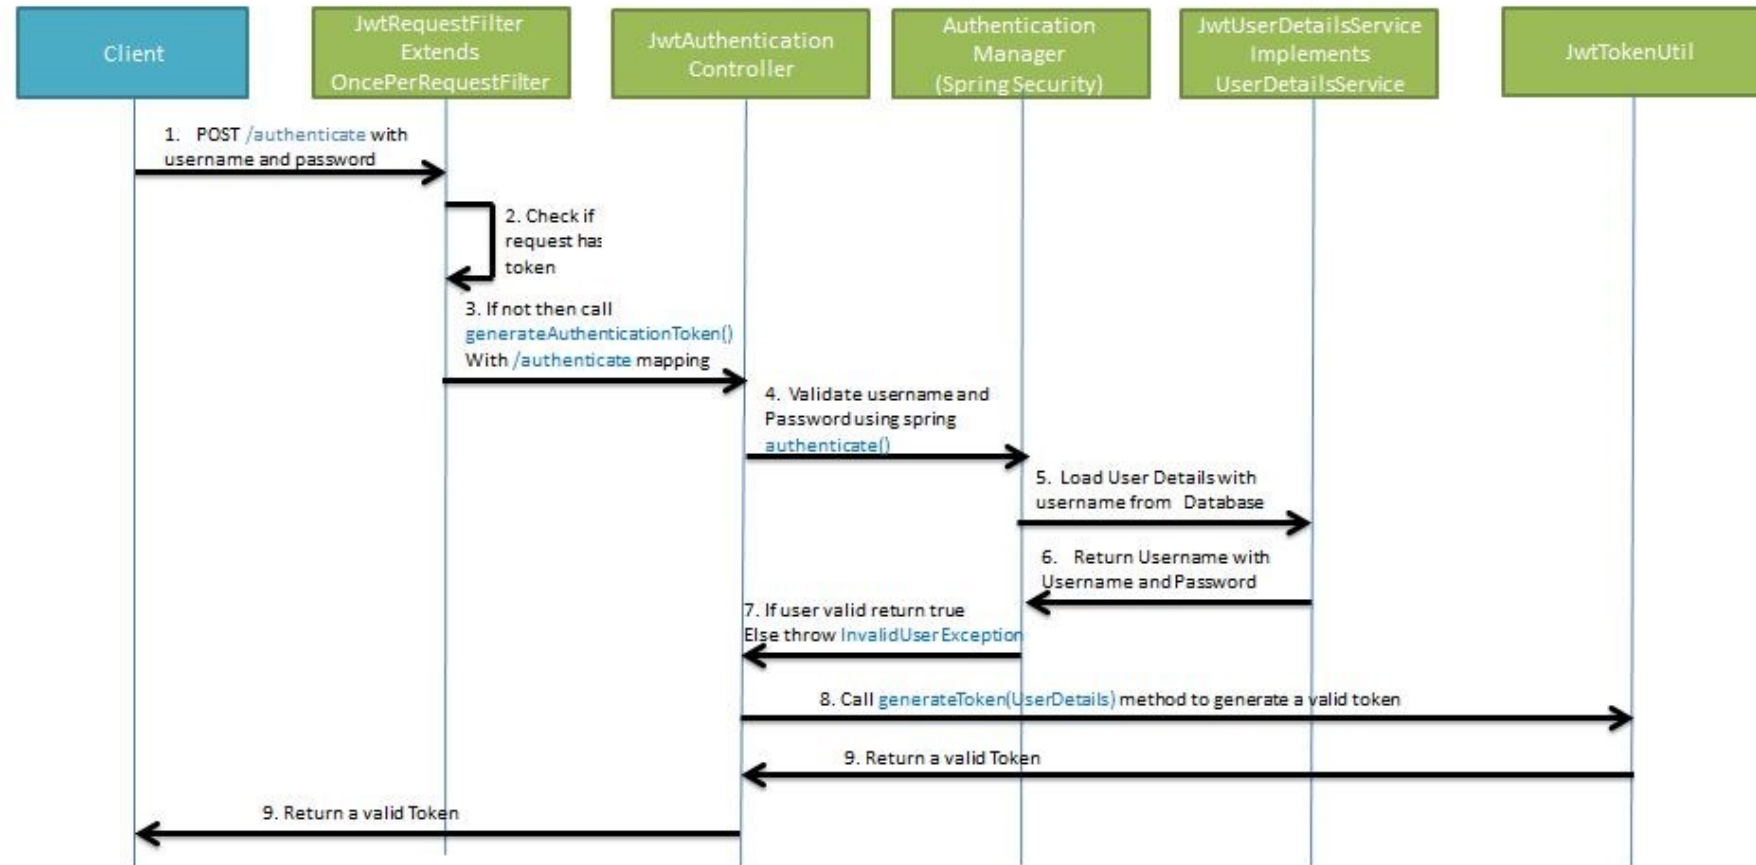 Client
JwtRequestFilter
Extends
OncePerRequestFilter
JwtAuthentication
Controller
Authentication
Manager
(Spring Security)
JwtUserDetailsService
Implements
UserDetailsService
JwtTokenUtil
1. POST /authenticate with
username and password
2. Check if
request has
token
3. If not then call
generateAuthenticationToken()
With /authenticate mapping
4. Validate username and
Password using spring
authenticate()
5. Load User Details with
username from Database
6. Return Username with
Username and Password
7. If user valid return true
Else throw InvalidUserException
8. Call generateToken(UserDetails) method to generate a valid token
9. Return a valid Token
9. Return a valid Token